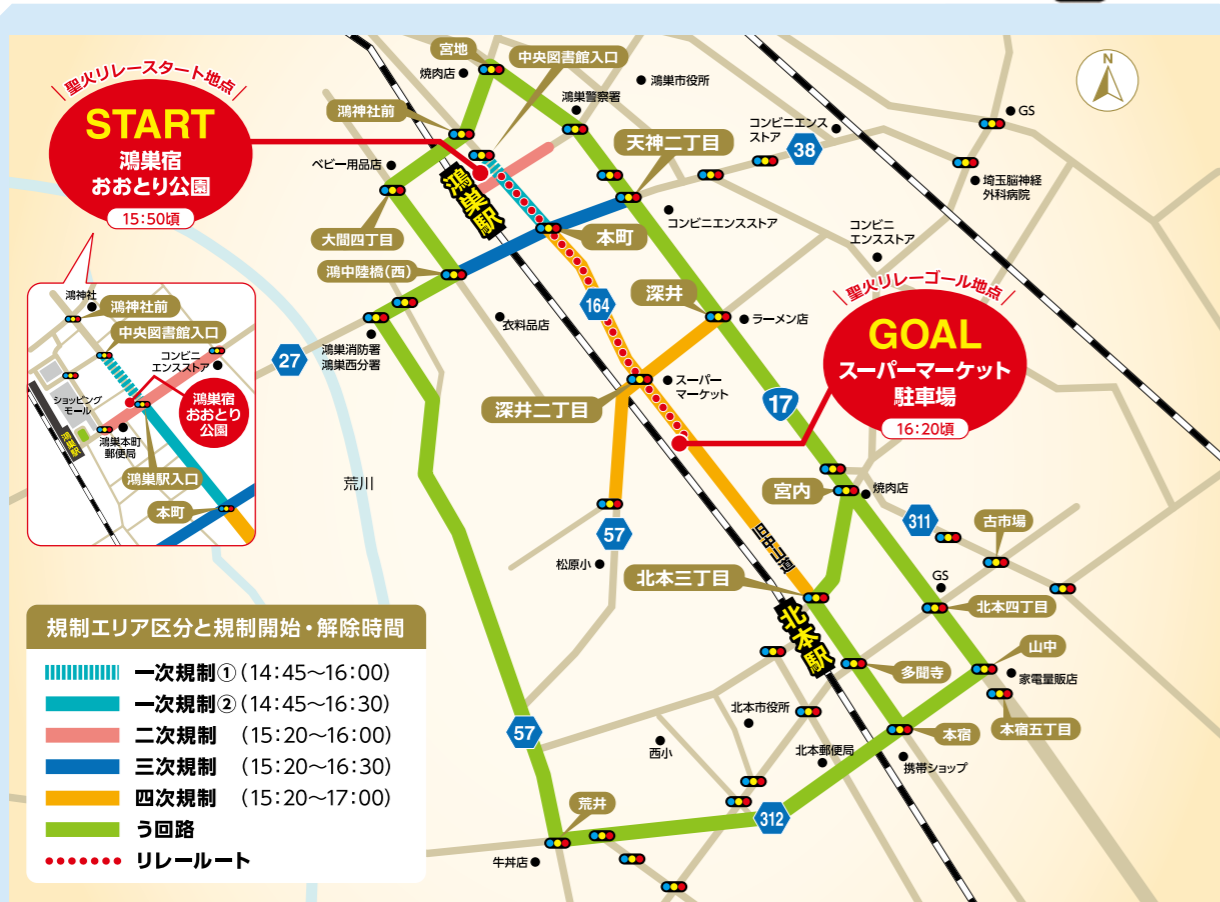 聖火リレースタート地点
START
鴻巣宿
おおとり公園
15:50頃
宮地
焼肉店
中央図書館入口
鴻巣市役所
鴻巣警察署
鴻神社前
天神二丁目
コンビニエンス
ストア
38
GS
埼玉脳神経
外科病院
ベビー用品店
鴻巣駅
コンビニエンスストア
コンビニ
エンスストア
大間四丁目
本町
鴻中陸橋(西)
164
深井
ラーメン店
衣料品店
27
鴻巣消防署
鴻巣西分署
深井二丁目
スーパー
マーケット
17
聖火リレーゴール地点
GOAL
スーパーマーケット
駐車場
16:20頃
鴻神社
鴻神社前
中央図書館入口
コンビニ
エンスストア
ショッピング
モール
鴻巣宿
おおとり
公園
鴻巣駅
鴻巣本町
郵便局
鴻巣駅入口
本町
荒川
宮内
焼肉店
57
311
古市場
旧中山道
松原小
北本三丁目
GS
北本四丁目
北本駅
山中
多聞寺
家電量販店
本宿五丁目
北本市役所
本宿
57
西小
北本郵便局
携帯ショップ
荒井
312
牛丼店
規制エリア区分と規制開始・解除時間
一次規制①(14:45～16:00)
一次規制②(14:45～16:30)
二次規制 (15:20～16:00)
三次規制 (15:20～16:30)
四次規制 (15:20～17:00)
う回路
リレールート
N